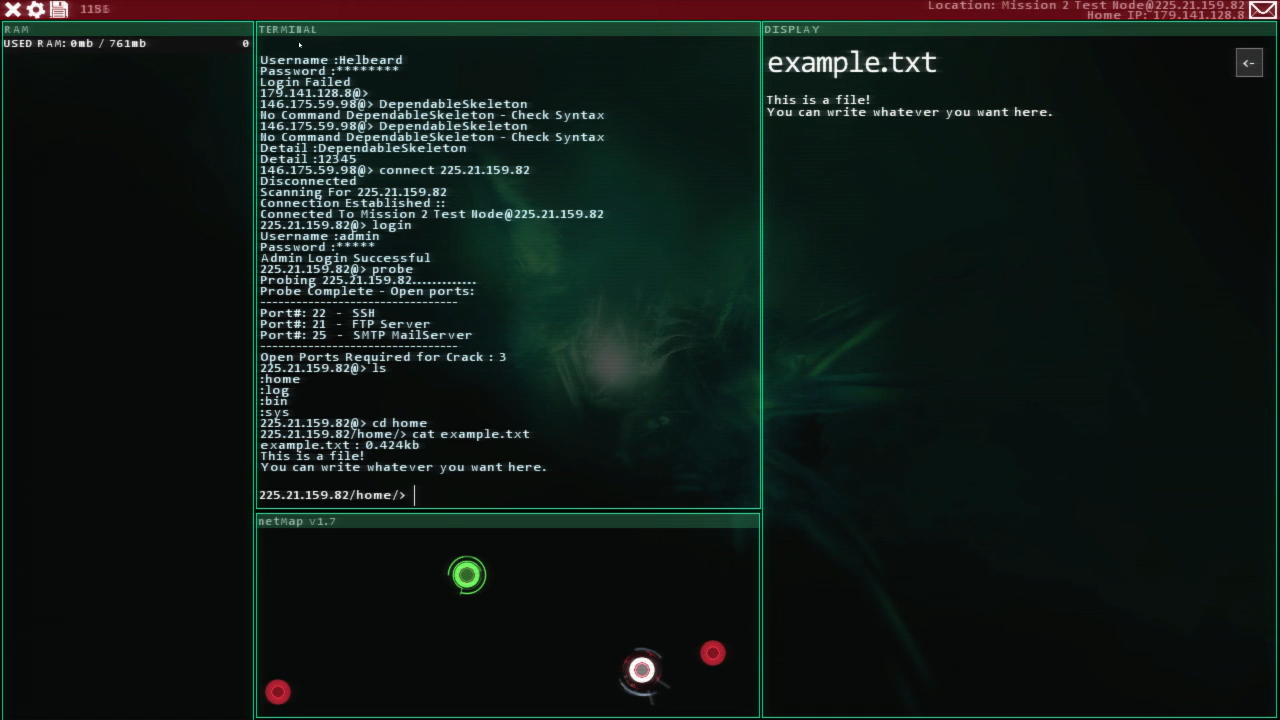 1186
Location: Mission 2 Test Node@225.21.159.82
Home IP: 179.141.128.8
RAM
USED RAM: 0mb / 761mb 0
TERMINAL
Username :Helbeard
Password :********
Login Failed
179.141.128.8@>
146.175.59.98@> DependableSkeleton
No Command DependableSkeleton - Check Syntax
146.175.59.98@> DependableSkeleton
No Command DependableSkeleton - Check Syntax
Detail :DependableSkeleton
Detail :12345
146.175.59.98@> connect 225.21.159.82
Disconnected
Scanning For 225.21.159.82
Connection Established ::
Connected To Mission 2 Test Node@225.21.159.82
225.21.159.82@> login
Username :admin
Password :*****
Admin Login Successful
225.21.159.82@> probe
Probing 225.21.159.82.............
Probe Complete - Open ports:
---------------------------------
Port#: 22 - SSH
Port#: 21 - FTP Server
Port#: 25 - SMTP MailServer
---------------------------------
Open Ports Required for Crack : 3
225.21.159.82@> ls
:home
:log
:bin
:sys
225.21.159.82@> cd home
225.21.159.82/home/> cat example.txt
example.txt : 0.424kb
This is a file!
You can write whatever you want here.
225.21.159.82/home/>
netMap v1.7
DISPLAY
example.txt
<-
This is a file!
You can write whatever you want here.